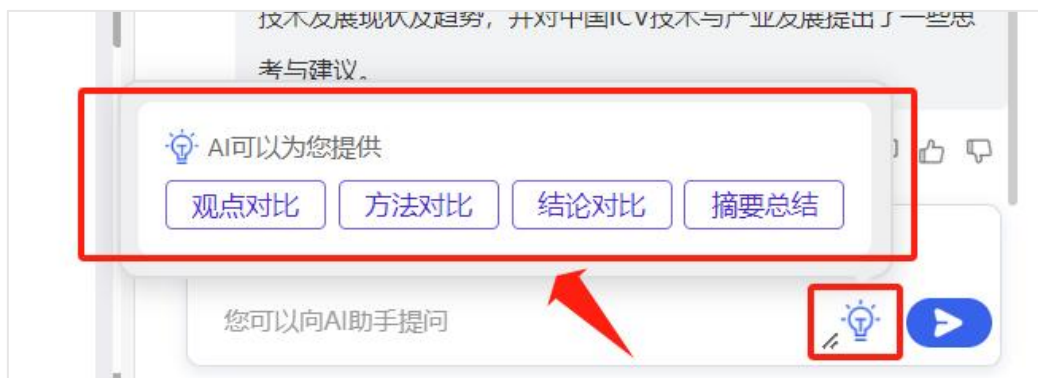 技术发展现状及趋势，并对中国ICV技术与产业发展提出了一些思
考与建议。
AI可以为您提供
观点对比 方法对比 结论对比 摘要总结
您可以向AI助手提问